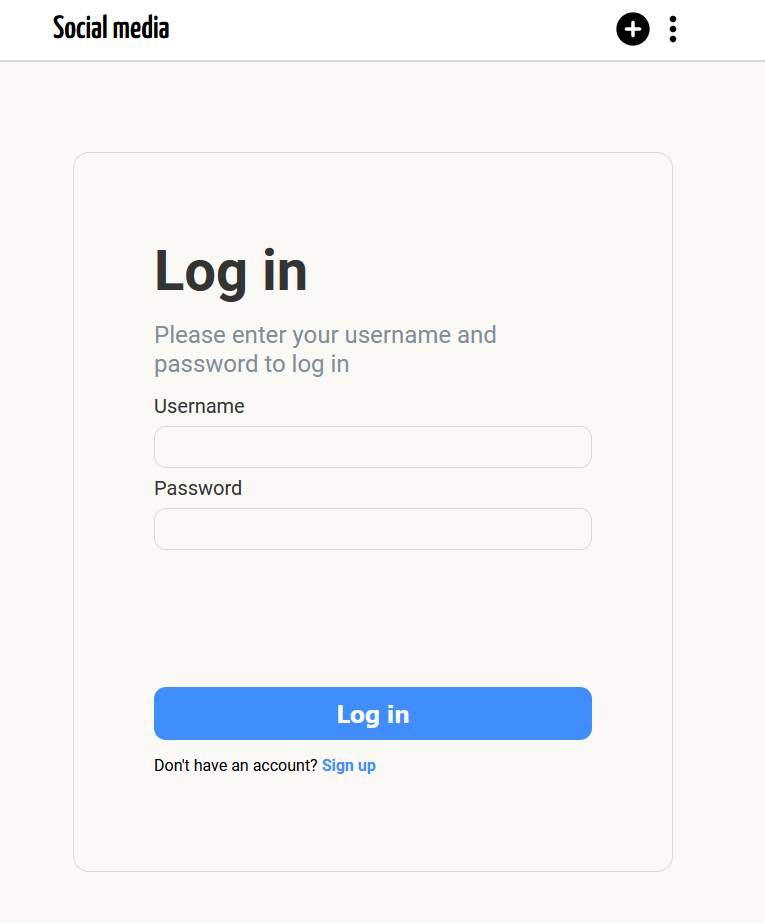 Social media
Log in
Please enter your username and
password to log in
Username
Password
Log in
Don't have an account? Sign up